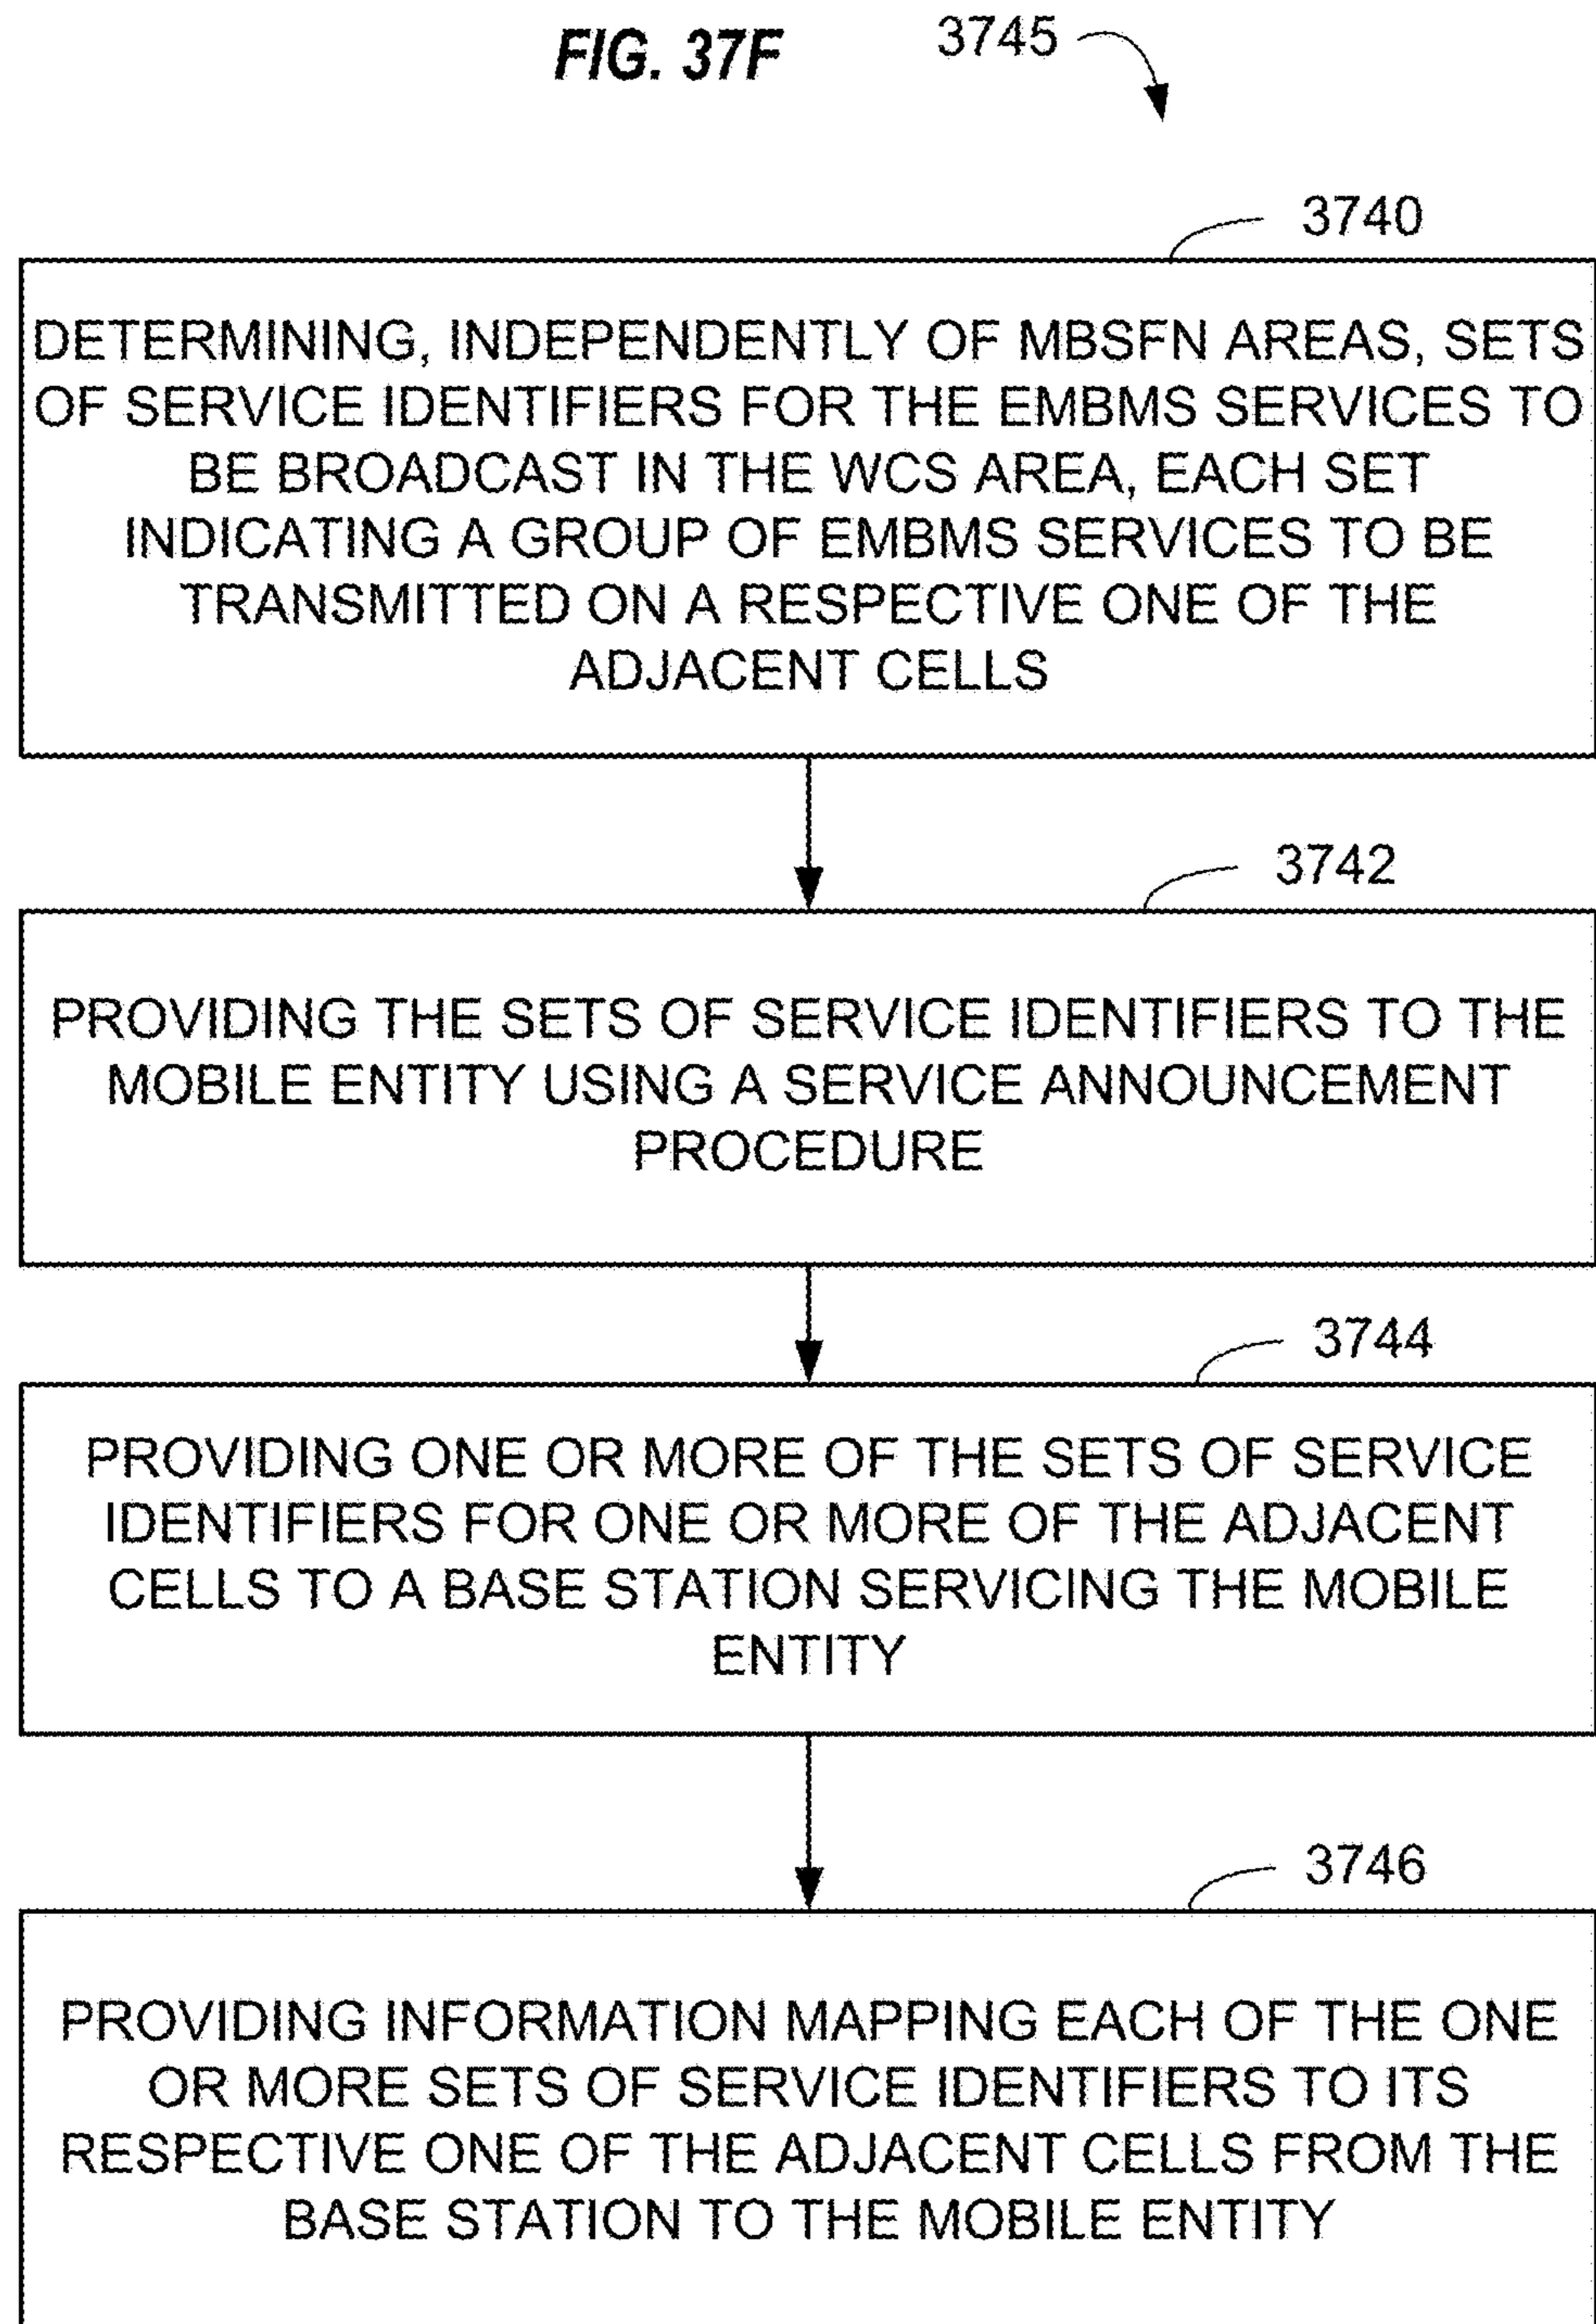 FIG. 37F
3745
3740
DETERMINING, INDEPENDENTLY OF MBSFN AREAS, SETS
OF SERVICE IDENTIFIERS FOR THE EMBMS SERVICES TO
BE BROADCAST IN THE WCS AREA, EACH SET
INDICATING A GROUP OF EMBMS SERVICES TO BE
TRANSMITTED ON A RESPECTIVE ONE OF THE
ADJACENT CELLS
3742
PROVIDING THE SETS OF SERVICE IDENTIFIERS TO THE
MOBILE ENTITY USING A SERVICE ANNOUNCEMENT
PROCEDURE
3744
PROVIDING ONE OR MORE OF THE SETS OF SERVICE
IDENTIFIERS FOR ONE OR MORE OF THE ADJACENT
CELLS TO A BASE STATION SERVICING THE MOBILE
ENTITY
3746
PROVIDING INFORMATION MAPPING EACH OF THE ONE
OR MORE SETS OF SERVICE IDENTIFIERS TO ITS
RESPECTIVE ONE OF THE ADJACENT CELLS FROM THE
BASE STATION TO THE MOBILE ENTITY